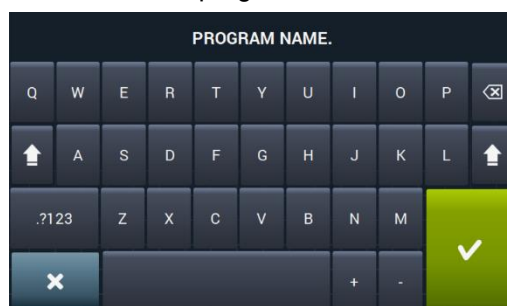 PROGRAM NAME.
Q W E R T Y U I O P
A S D F G H J K L
.?123 Z X C V B N M
+ -